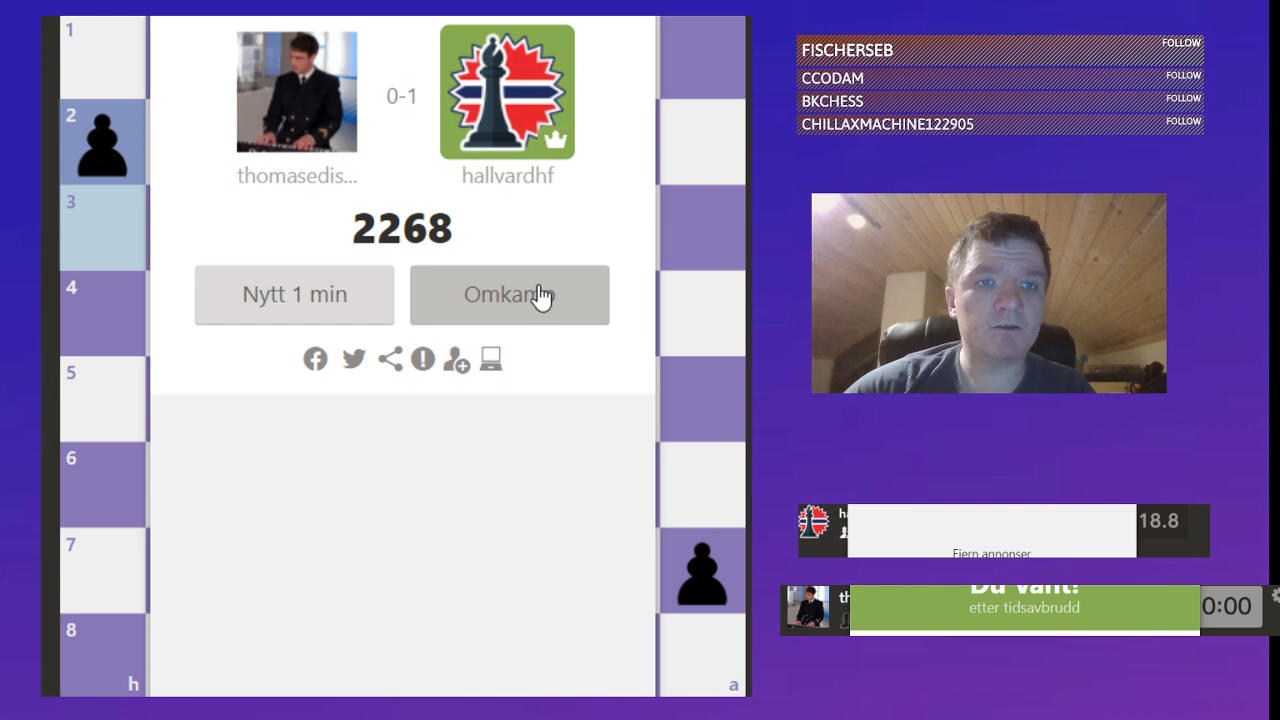 1
2
3
4
5
6
7
8
h
a
0-1
thomasedis...
hallvardhf
2268
Nytt 1 min
FISCHERSEB FOLLOW
CCODAM FOLLOW
BKCHESS FOLLOW
CHILLAXMACHINE122905 FOLLOW
18.8
Fjern annonser
Du vant!
etter tidsavbrudd
0:00